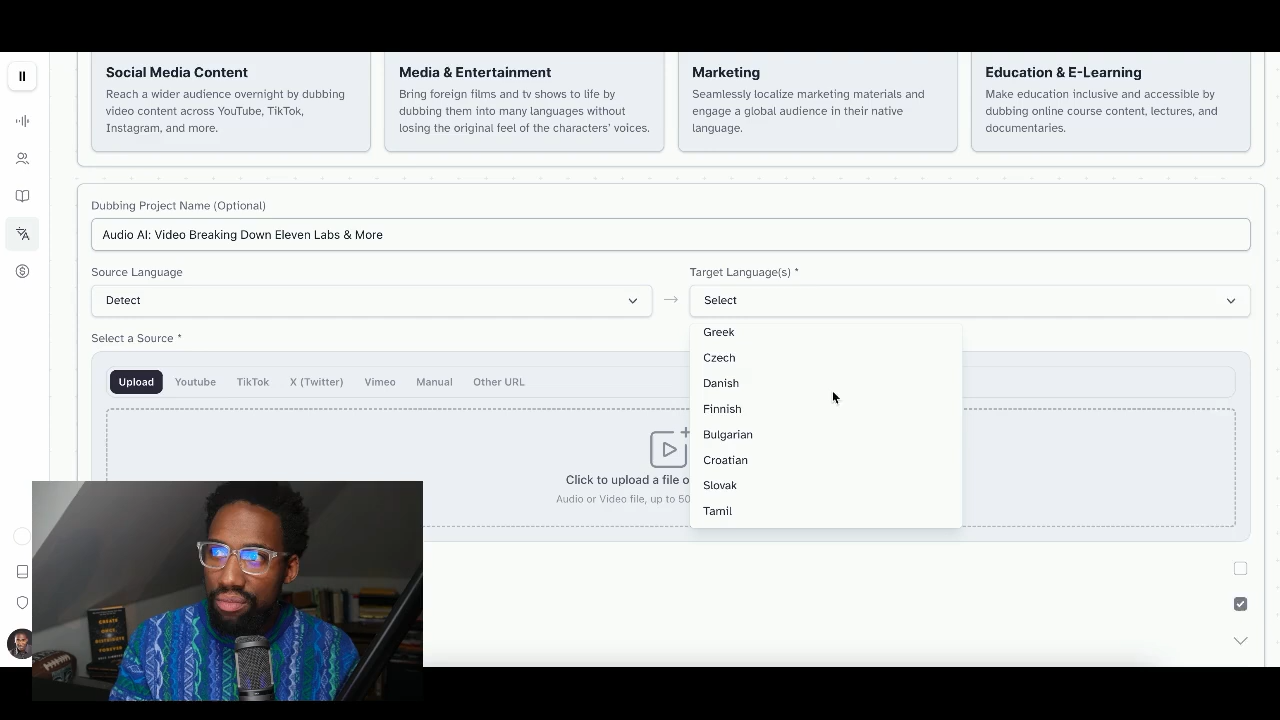 Social Media Content
Reach a wider audience overnight by dubbing
video content across YouTube, TikTok,
Instagram, and more.
Media & Entertainment
Bring foreign films and tv shows to life by
dubbing them into many languages without
losing the original feel of the characters’ voices.
Marketing
Seamlessly localize marketing materials and
engage a global audience in their native
language.
Education & E-Learning
Make education inclusive and accessible by
dubbing online course content, lectures, and
documentaries.
Dubbing Project Name (Optional)
Audio AI: Video Breaking Down Eleven Labs & More
Source Language
Target Language(s) *
Detect
Select
Select a Source *
Greek
Czech
Danish
Finnish
Bulgarian
Croatian
Slovak
Tamil
Upload
Youtube
TikTok
X (Twitter)
Vimeo
Manual
Other URL
Click to upload a file o
Audio or Video file, up to 50
CREATE
ONCE,
DISTRIBUTE
FOREVER